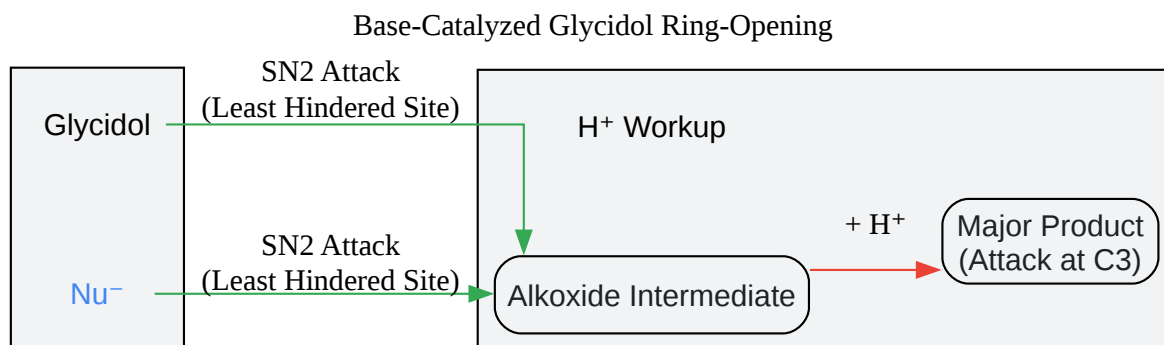 Base-Catalyzed Glycidol Ring-Opening
SN2 Attack
(Least Hindered Site)
Glycidol
H⁺ Workup
SN2 Attack
(Least Hindered Site)
Nu⁻
Alkoxide Intermediate
+ H⁺
Major Product
(Attack at C3)